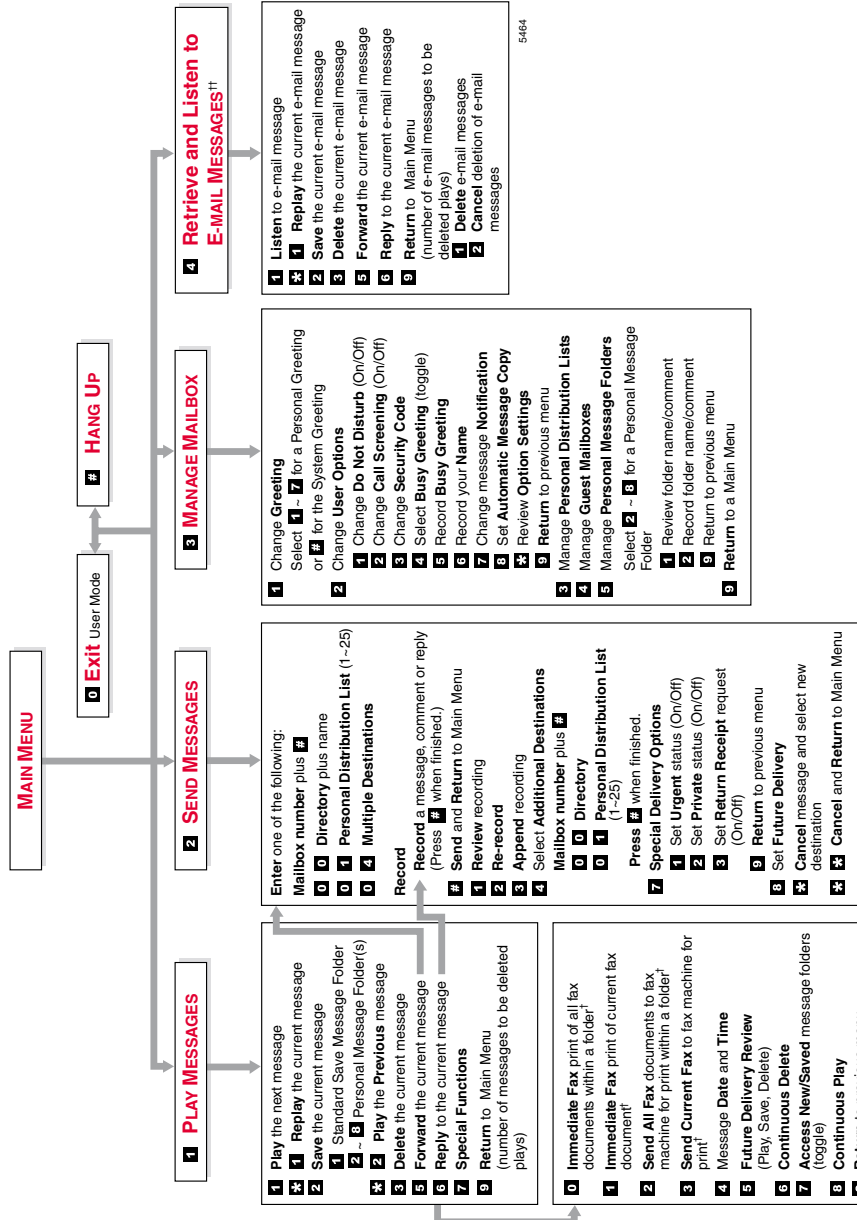 MAIN MENU
0 Exit User Mode
# HANG UP
1 PLAY MESSAGES
1 Play the next message
* 1 Replay the current message
2 Save the current message
1 Standard Save Message Folder
2 ~ 8 Personal Message Folder(s)
* 2 Play the Previous message
3 Delete the current message
5 Forward the current message
6 Reply to the current message
7 Special Functions
9 Return to Main Menu
(number of messages to be deleted
plays)
0 Immediate Fax print of all fax
documents within a folder†
1 Immediate Fax print of current fax
document†
2 Send All Fax documents to fax
machine for print within a folder†
3 Send Current Fax to fax machine for
print†
4 Message Date and Time
5 Future Delivery Review
(Play, Save, Delete)
6 Continuous Delete
7 Access New/Saved message folders
(toggle)
8 Continuous Play
2 SEND MESSAGES
Enter one of the following:
Mailbox number plus #
0 0 Directory plus name
0 1 Personal Distribution List (1~25)
0 4 Multiple Destinations
Record
Record a message, comment or reply
(Press # when finished.)
# Send and Return to Main Menu
1 Review recording
2 Re-record
3 Append recording
4 Select Additional Destinations
Mailbox number plus #
0 0 Directory
0 1 Personal Distribution List
(1~25)
Press # when finished.
7 Special Delivery Options
1 Set Urgent status (On/Off)
2 Set Private status (On/Off)
3 Set Return Receipt request
(On/Off)
9 Return to previous menu
8 Set Future Delivery
* Cancel message and select new
destination
* * Cancel and Return to Main Menu
3 MANAGE MAILBOX
1 Change Greeting
Select 1 ~ 7 for a Personal Greeting
or # for the System Greeting
2 Change User Options
1 Change Do Not Disturb (On/Off)
2 Change Call Screening (On/Off)
3 Change Security Code
4 Select Busy Greeting (toggle)
5 Record Busy Greeting
6 Record your Name
7 Change message Notification
8 Set Automatic Message Copy
* Review Option Settings
9 Return to previous menu
3 Manage Personal Distribution Lists
4 Manage Guest Mailboxes
5 Manage Personal Message Folders
Select 2 ~ 8 for a Personal Message
Folder
1 Review folder name/comment
2 Record folder name/comment
9 Return to previous menu
9 Return to a Main Menu
4 Retrieve and Listen to
E-MAIL MESSAGES††
1 Listen to e-mail message
* 1 Replay the current e-mail message
2 Save the current e-mail message
3 Delete the current e-mail message
5 Forward the current e-mail message
6 Reply to the current e-mail message
9 Return to Main Menu
(number of e-mail messages to be
deleted plays)
1 Delete e-mail messages
2 Cancel deletion of e-mail
messages
5464